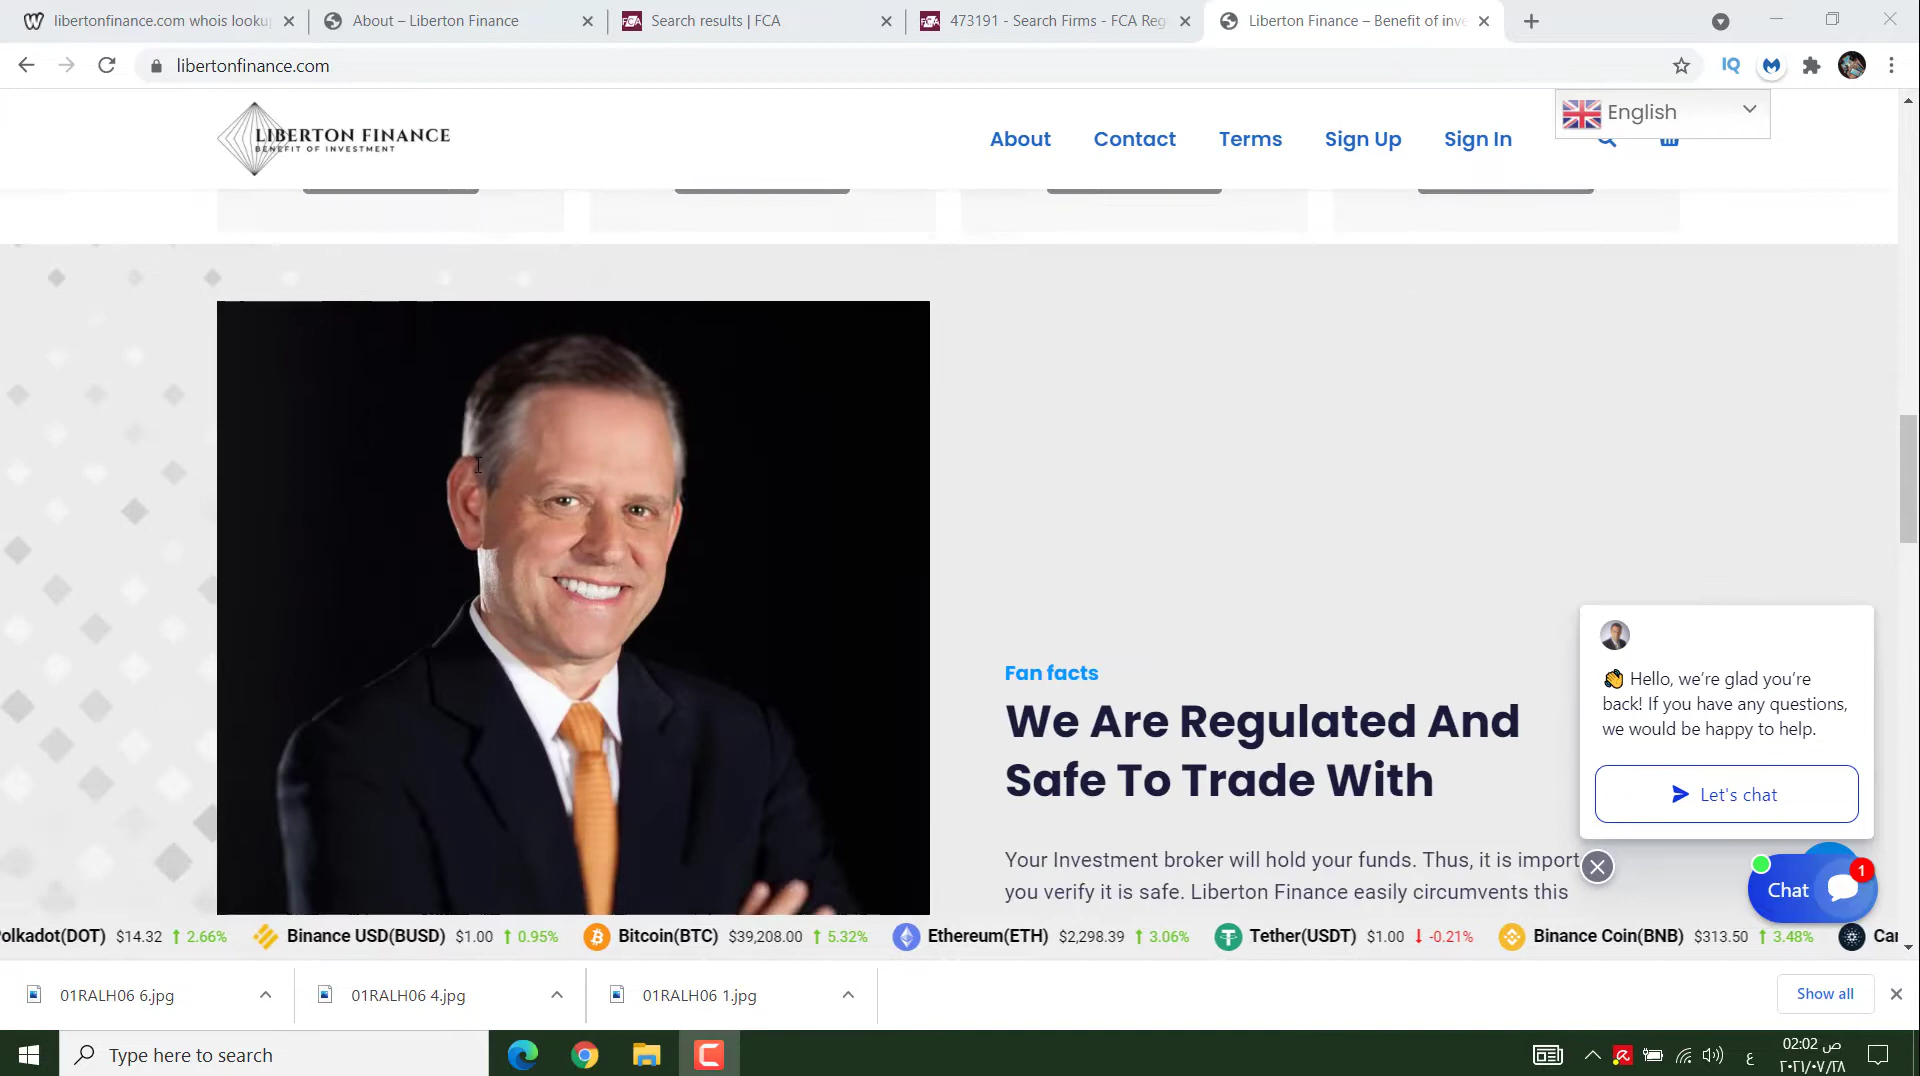 libertonfinance.com whois looku
About – Liberton Finance
Search results | FCA
473191 - Search Firms - FCA Reg
Liberton Finance – Benefit of inve
libertonfinance.com
IQ
LIBERTON FINANCE
BENEFIT OF INVESTMENT
About
Contact
Terms
Sign Up
Sign In
English
Fan facts
We Are Regulated And
Safe To Trade With
Your Investment broker will hold your funds. Thus, it is import
you verify it is safe. Liberton Finance easily circumvents this
👋 Hello, we're glad you're
back! If you have any questions,
we would be happy to help.
Let's chat
Chat
1
olkadot(DOT) $14.32 ↑ 2.66% Binance USD(BUSD) $1.00 ↑ 0.95% Bitcoin(BTC) $39,208.00 ↑ 5.32% Ethereum(ETH) $2,298.39 ↑ 3.06% Tether(USDT) $1.00 ↓ -0.21% Binance Coin(BNB) $313.50 ↑ 3.48% Car
01RALH06 6.jpg
01RALH06 4.jpg
01RALH06 1.jpg
Show all
Type here to search
ع
02:02 ص
٢٠٢١/٠٧/٢٨